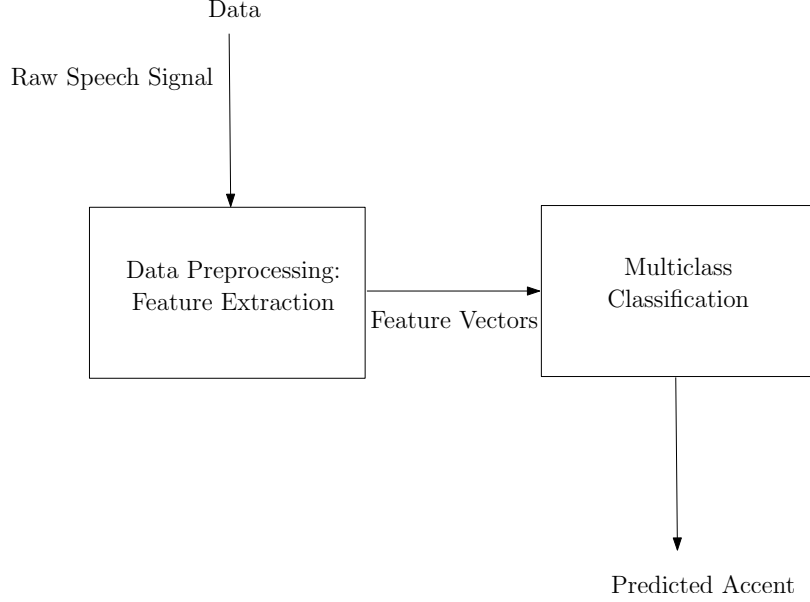 Data
Raw Speech Signal
Data Preprocessing:
Feature Extraction
Feature Vectors
Multiclass
Classification
Predicted Accent